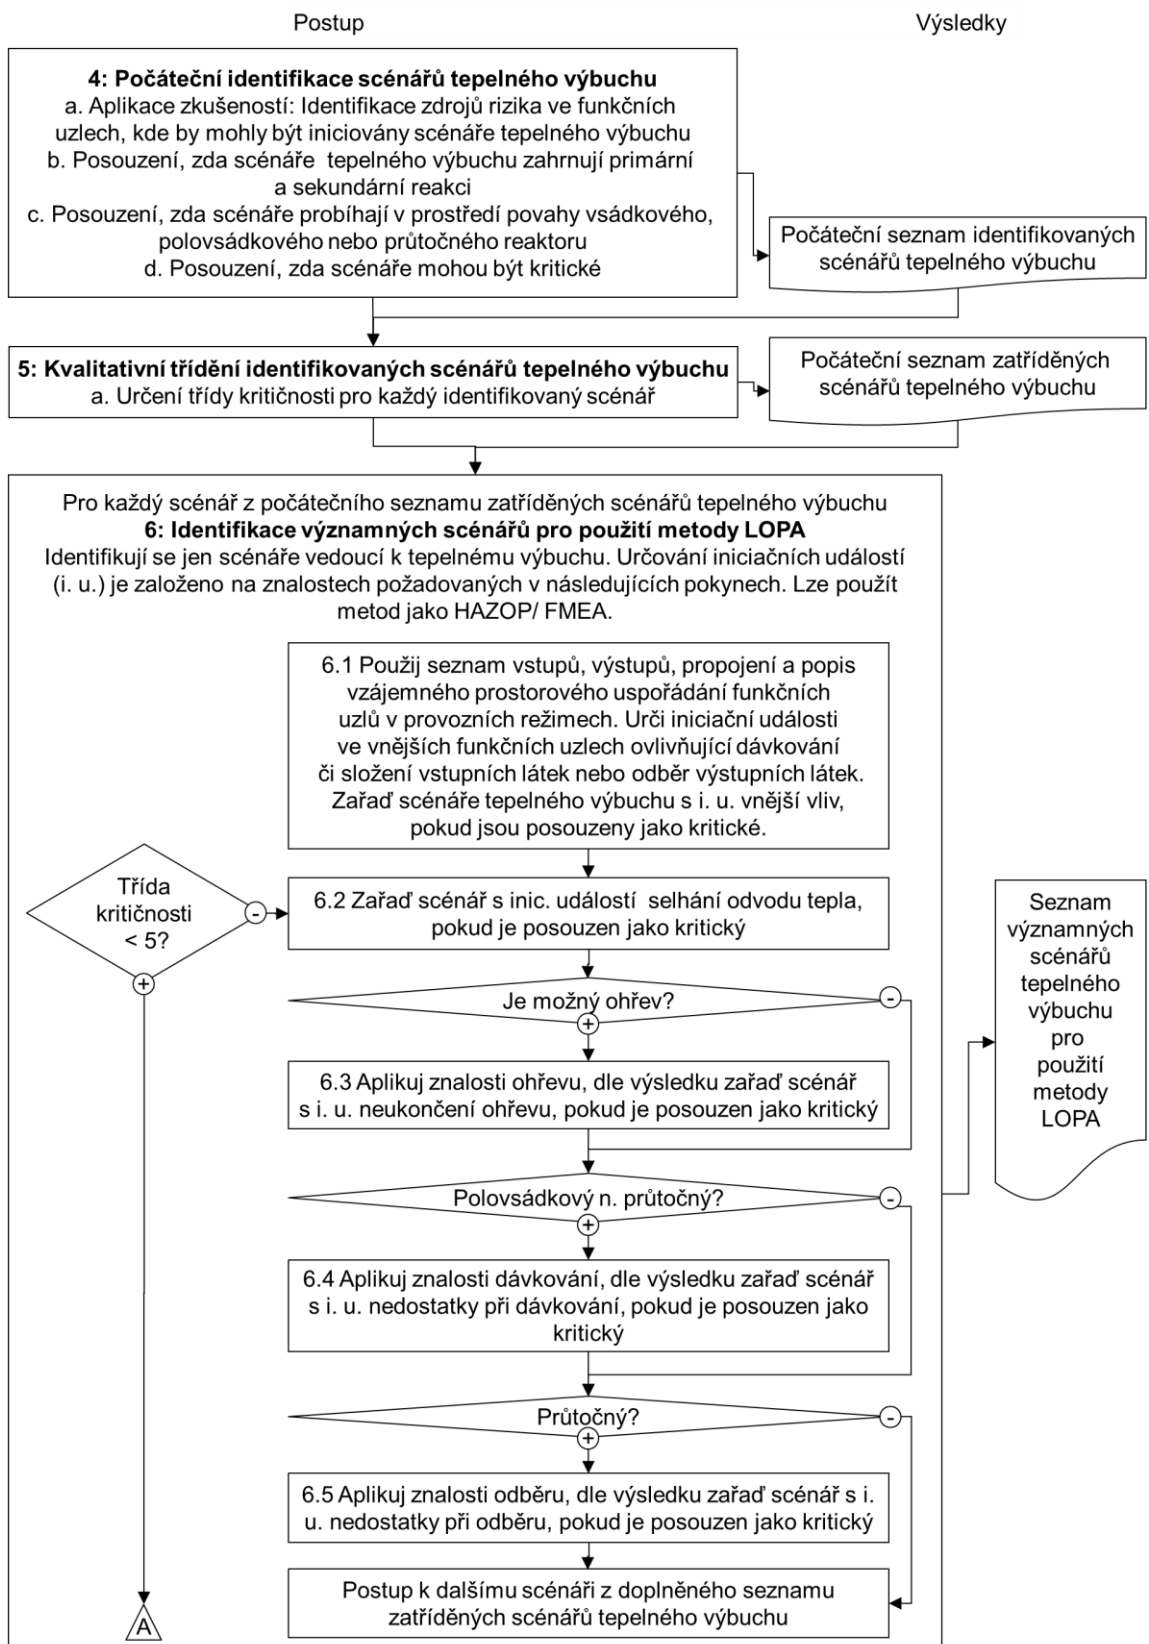 Postup
Výsledky
4: Počáteční identifikace scénářů tepelného výbuchu
a. Aplikace zkušeností: Identifikace zdrojů rizika ve funkčních
uzlech, kde by mohly být iniciovány scénáře tepelného výbuchu
b. Posouzení, zda scénáře tepelného výbuchu zahrnují primární
a sekundární reakci
c. Posouzení, zda scénáře probíhají v prostředí povahy vsádkového,
polovsádkového nebo průtočného reaktoru
d. Posouzení, zda scénáře mohou být kritické
Počáteční seznam identifikovaných
scénářů tepelného výbuchu
5: Kvalitativní třídění identifikovaných scénářů tepelného výbuchu
a. Určení třídy kritičnosti pro každý identifikovaný scénář
Počáteční seznam zatříděných
scénářů tepelného výbuchu
Pro každý scénář z počátečního seznamu zatříděných scénářů tepelného výbuchu
6: Identifikace významných scénářů pro použití metody LOPA
Identifikují se jen scénáře vedoucí k tepelnému výbuchu. Určování iniciačních událostí
(i. u.) je založeno na znalostech požadovaných v následujících pokynech. Lze použít
metod jako HAZOP/ FMEA.
6.1 Použij seznam vstupů, výstupů, propojení a popis
vzájemného prostorového uspořádání funkčních
uzlů v provozních režimech. Urči iniciační události
ve vnějších funkčních uzlech ovlivňující dávkování
či složení vstupních látek nebo odběr výstupních látek.
Zařaď scénáře tepelného výbuchu s i. u. vnější vliv,
pokud jsou posouzeny jako kritické.
Třída
kritičnosti
< 5?
-
+
6.2 Zařaď scénář s inic. událostí selhání odvodu tepla,
pokud je posouzen jako kritický
Je možný ohřev?
-
+
6.3 Aplikuj znalosti ohřevu, dle výsledku zařaď scénář
s i. u. neukončení ohřevu, pokud je posouzen jako kritický
Polovsádkový n. průtočný?
-
+
6.4 Aplikuj znalosti dávkování, dle výsledku zařaď scénář
s i. u. nedostatky při dávkování, pokud je posouzen jako
kritický
Průtočný?
-
+
6.5 Aplikuj znalosti odběru, dle výsledku zařaď scénář s i.
u. nedostatky při odběru, pokud je posouzen jako kritický
Postup k dalšímu scénáři z doplněného seznamu
zatříděných scénářů tepelného výbuchu
A
Seznam
významných
scénářů
tepelného
výbuchu
pro
použití
metody
LOPA